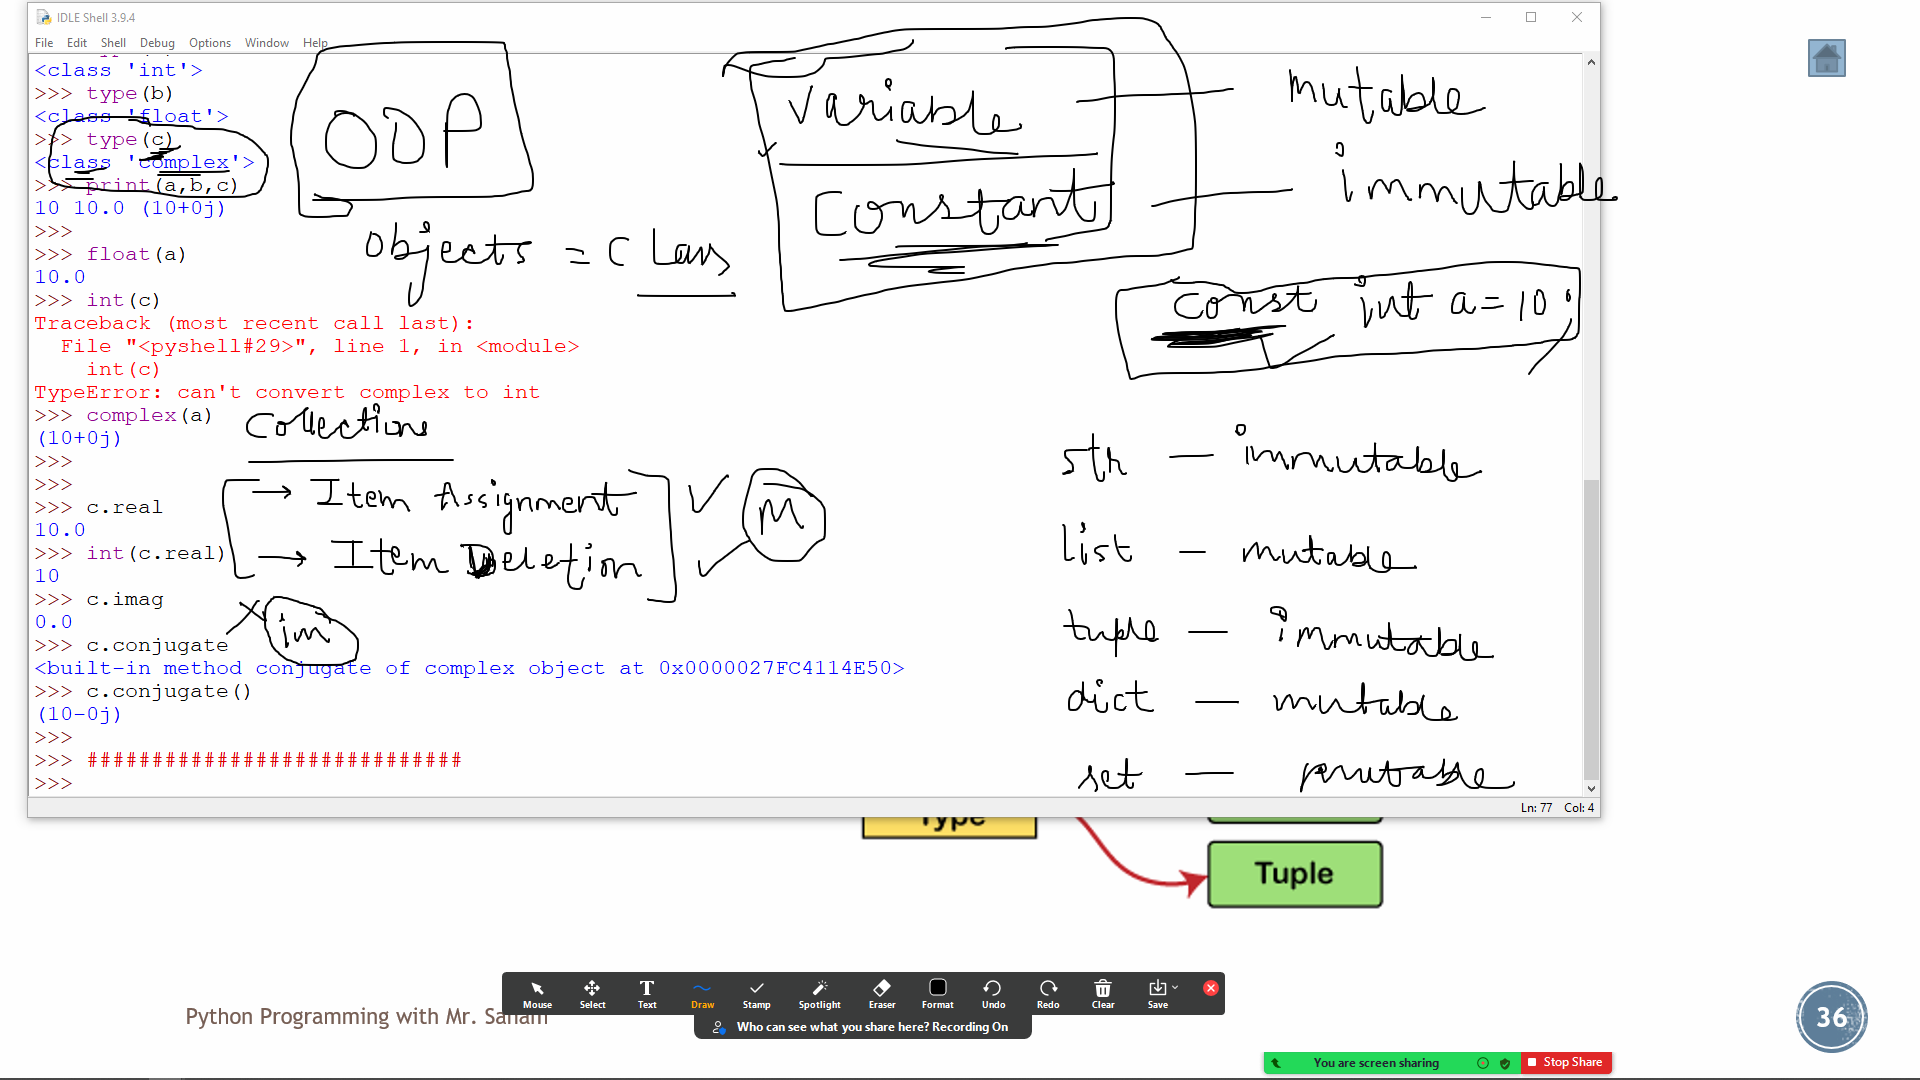 IDLE Shell 3.9.4
File Edit Shell Debug Options Window Help
<class 'int'>
>>> type(b)
<class 'float'>
>>> type(c)
<class 'complex'>
>>> print(a,b,c)
10 10.0 (10+0j)
>>>
>>> float(a)
10.0
>>> int(c)
Traceback (most recent call last):
File "<pyshell#29>", line 1, in <module>
int(c)
TypeError: can't convert complex to int
>>> complex(a)
(10+0j)
>>>
>>>
>>> c.real
10.0
>>> int(c.real)
10
>>> c.imag
0.0
>>> c.conjugate
<built-in method conjugate of complex object at 0x0000027FC4114E50>
>>> c.conjugate()
(10-0j)
>>>
>>> #############################
>>>
OOP
objects = class
variable — mutable
Constant — immutable
const int a = 10;
Collections
→ Item Assignment ✓ m
→ Item Deletion ✓
× im
str — immutable
list — mutable
tuple — immutable
dict — mutable
set — mutable
Ln: 77 Col: 4
Type
Tuple
Mouse Select Text Draw Stamp Spotlight Eraser Format Undo Redo Clear Save
Who can see what you share here? Recording On
Python Programming with Mr. Sanam
36
You are screen sharing
Stop Share